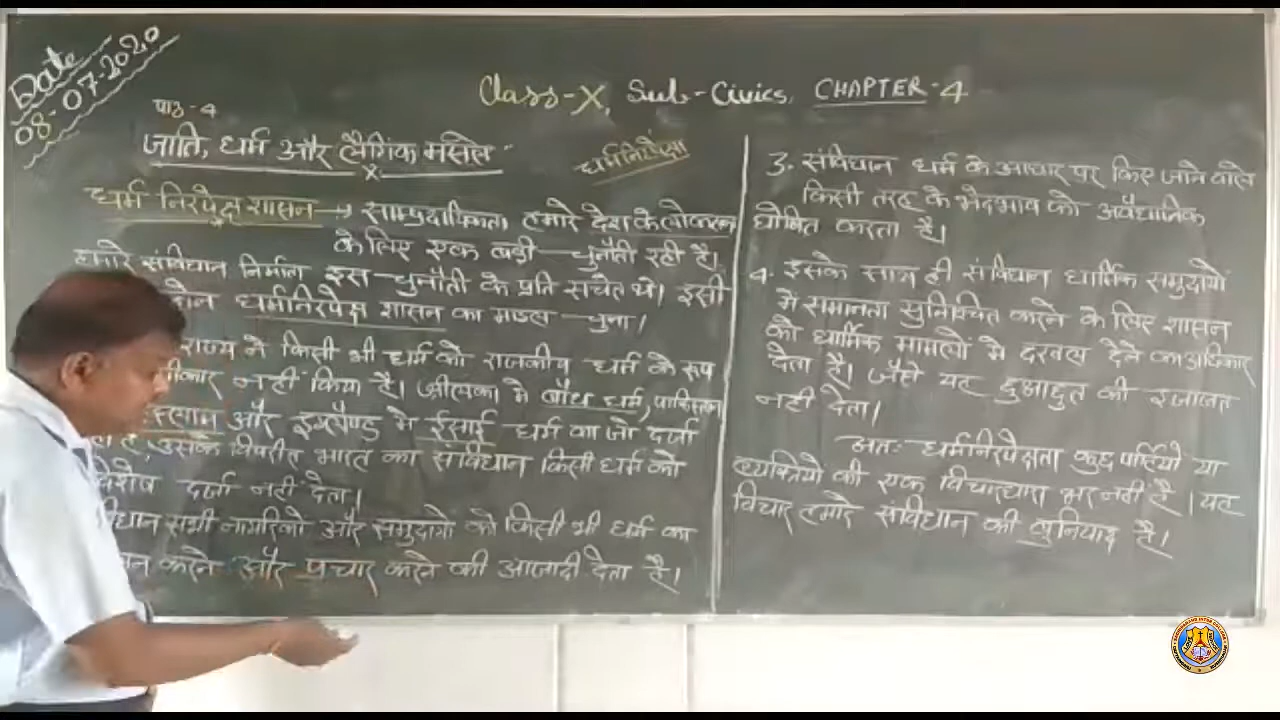 Date
08-07-2020
Class-X, Sub-Civics, CHAPTER-4
पाठ-4
जाति, धर्म और लैंगिक मसले
धर्मनिरपेक्ष
धर्म निरपेक्ष शासन → साम्प्रदायिकता हमारे देश के लोकतन्त्र
के लिए एक बड़ी चुनौती रही है।
हमारे संविधान निर्माता इस चुनौती के प्रति सचेत थे। इसी
धर्मनिरपेक्ष शासन का मडल चुना।
राज्य ने किसी भी धर्म को राजकीय धर्म के रूप
नहीं किया है। श्रीलंका मे बौध धर्म, पाकिस्तान
और इंग्लैण्ड मे ईसाई धर्म का जो दर्जा
उसके विपरीत भारत का संविधान किसी धर्म को
दर्जा नहीं देता।
सभी नागरिको और समुदायो को किसी भी धर्म का
करने और प्रचार करने की आजादी देता है।
3. संविधान धर्म के आधार पर किए जाने वाले
किसी तरह के भेदभाव को अवैधानिक
घोषित करता है।
4. इसके साथ ही संविधान धार्मिक समुदायों
में समानता सुनिश्चित करने के लिए शासन
को धार्मिक मामलों मे दखल देने का अधिकार
देता है। जैसे यह छुआछुत की इजाजत
नहीं देता।
अतः धर्मनिरपेक्षता कुछ पार्टियो या
व्यक्तियो की एक विचारधारा भर नहीं है। यह
विचार हमारे संविधान की बुनियाद है।